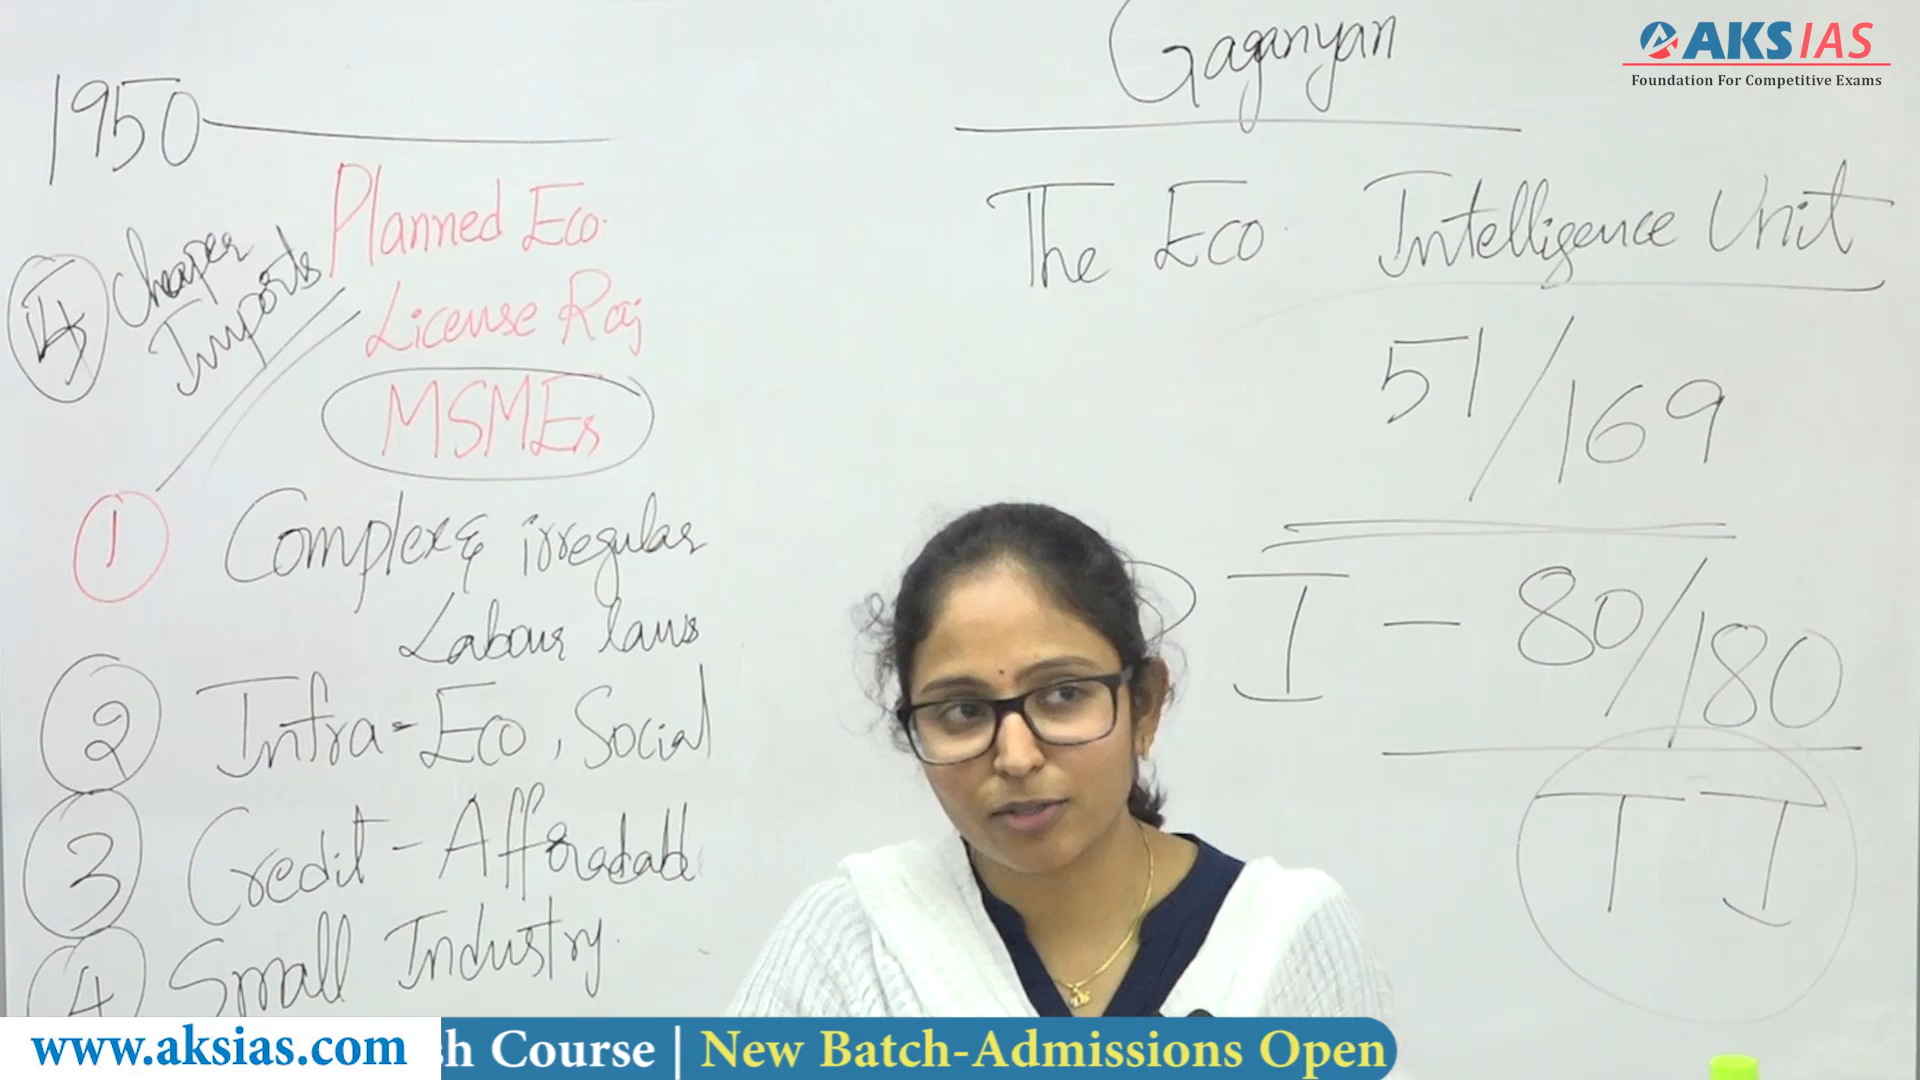 1950
Planned Eco.
License Raj
MSMEs
Cheaper
Imports
1 Complex & irregular
Labour laws
2 Infra - Eco, Social
3 Credit - Afforadable
4 Small Industry.
Gaganyan
The Eco Intelligence Unit
51/169
I - 80/180
TI
AKS IAS
Foundation For Competitive Exams
www.aksias.com
h Course | New Batch-Admissions Open